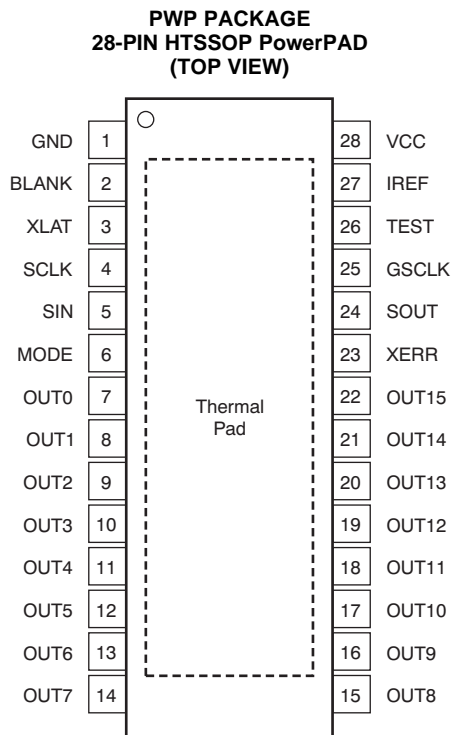 PWP PACKAGE
28-PIN HTSSOP PowerPAD
(TOP VIEW)
GND 1 28 VCC
BLANK 2 27 IREF
XLAT 3 26 TEST
SCLK 4 25 GSCLK
SIN 5 24 SOUT
MODE 6 23 XERR
OUT0 7 22 OUT15
Thermal
Pad
OUT1 8 21 OUT14
OUT2 9 20 OUT13
OUT3 10 19 OUT12
OUT4 11 18 OUT11
OUT5 12 17 OUT10
OUT6 13 16 OUT9
OUT7 14 15 OUT8